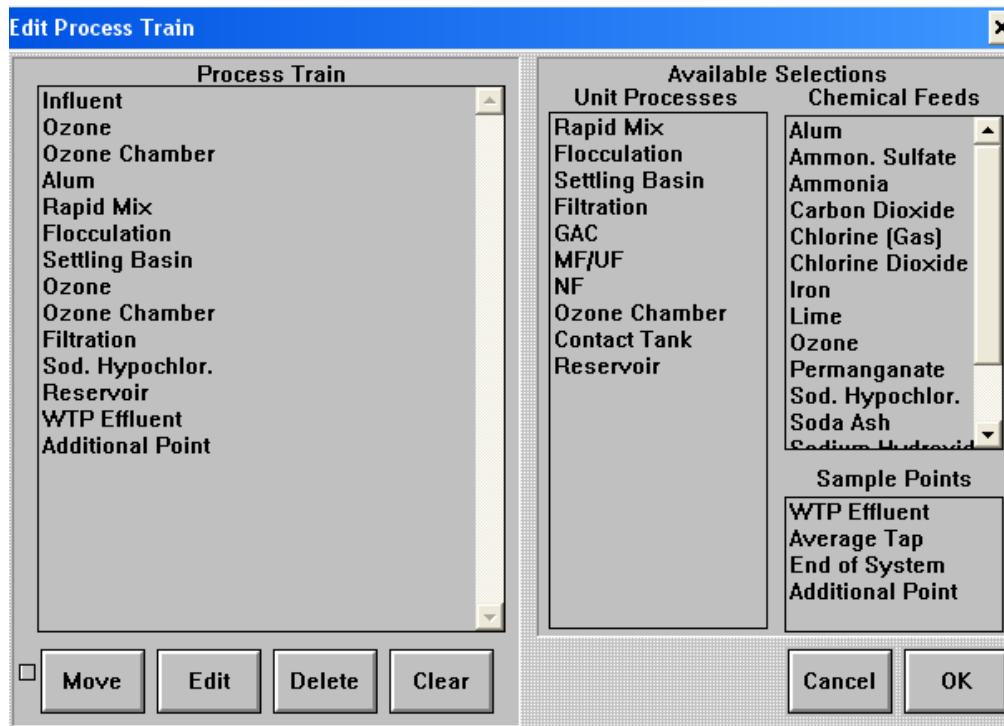 Edit Process Train
Process Train
Influent
Ozone
Ozone Chamber
Alum
Rapid Mix
Flocculation
Settling Basin
Ozone
Ozone Chamber
Filtration
Sod. Hypochlor.
Reservoir
WTP Effluent
Additional Point
Available Selections
Unit Processes
Rapid Mix
Flocculation
Settling Basin
Filtration
GAC
MF/UF
NF
Ozone Chamber
Contact Tank
Reservoir
Chemical Feeds
Alum
Ammon. Sulfate
Ammonia
Carbon Dioxide
Chlorine (Gas)
Chlorine Dioxide
Iron
Lime
Ozone
Permanganate
Sod. Hypochlor.
Soda Ash
Sodium Hydroxid
Sample Points
WTP Effluent
Average Tap
End of System
Additional Point
Move
Edit
Delete
Clear
Cancel
OK